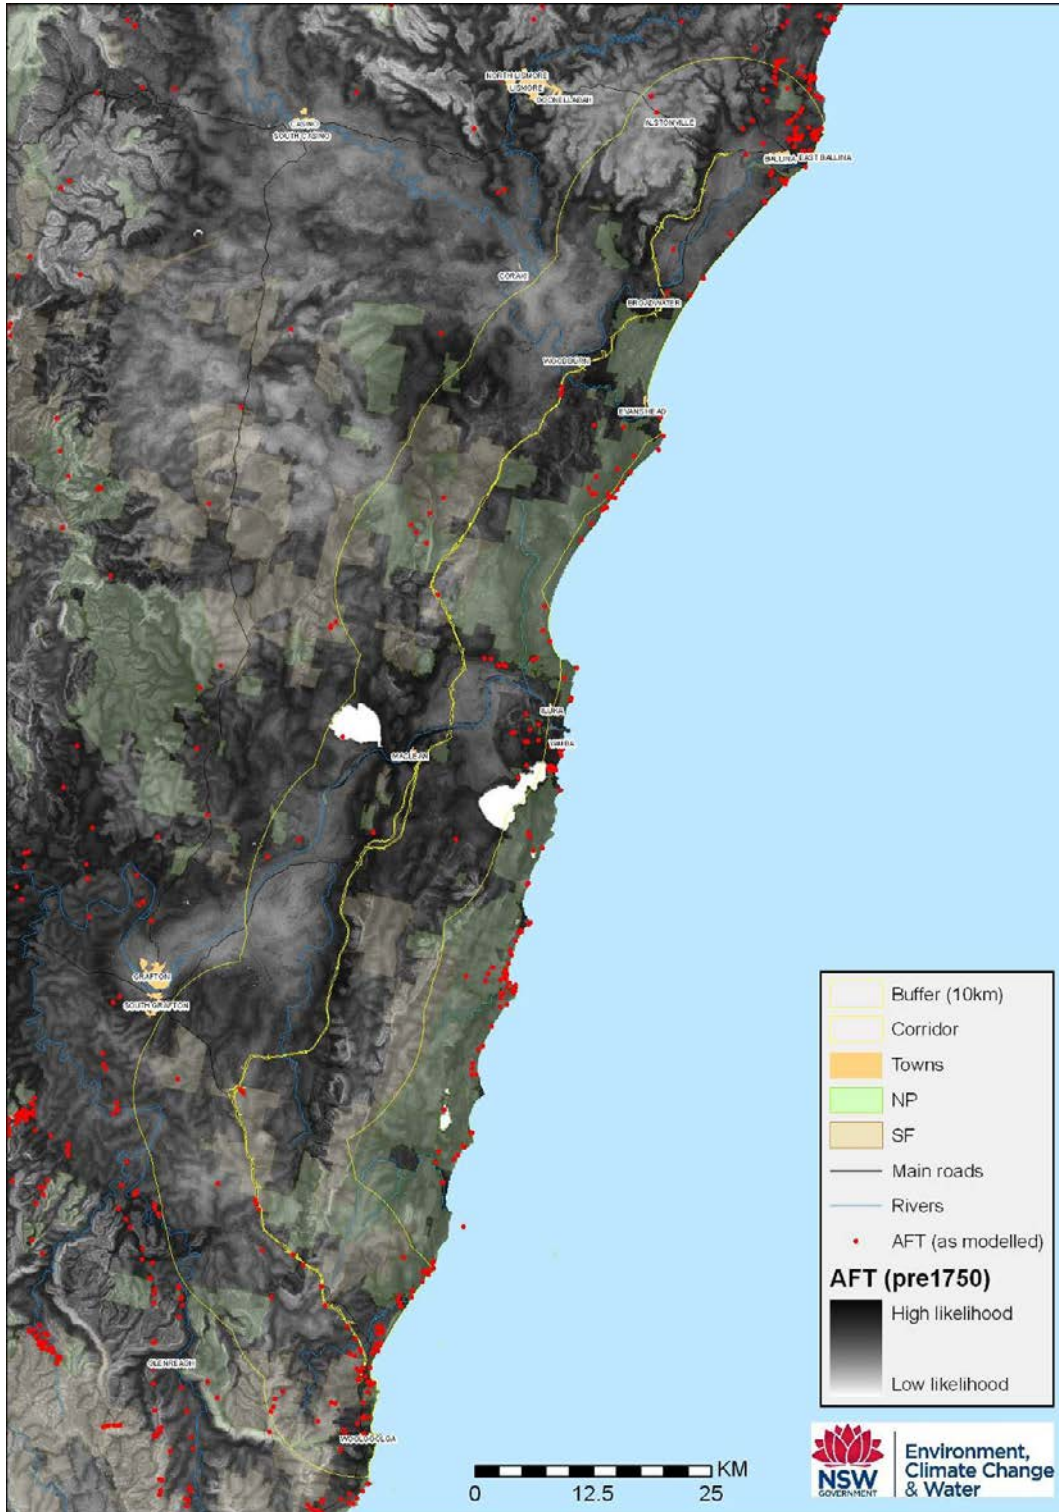 NORTH LISMORE
LISMORE
GOONELLABAH
ALSTONVILLE
CASINO
SOUTH CASINO
BALLINA
EAST BALLINA
CORAKI
BROADWATER
WOODBURN
EVANS HEAD
ILUKA
YAMBA
MACLEAN
GRAFTON
SOUTH GRAFTON
GLENREAGH
WOOLGOOLGA
Buffer (10km)
Corridor
Towns
NP
SF
Main roads
Rivers
AFT (as modelled)
AFT (pre1750)
High likelihood
Low likelihood
KM
0 12.5 25
NSW
GOVERNMENT
Environment,
Climate Change
& Water